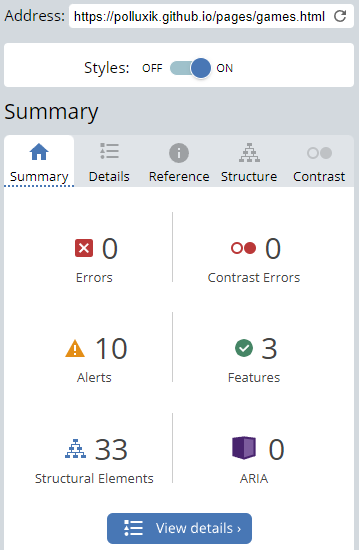 Address: https://polluxik.github.io/pages/games.html
Styles: OFF ON
Summary
Summary Details Reference Structure Contrast
0 0
Errors Contrast Errors
10 3
Alerts Features
33 0
Structural Elements ARIA
View details ›